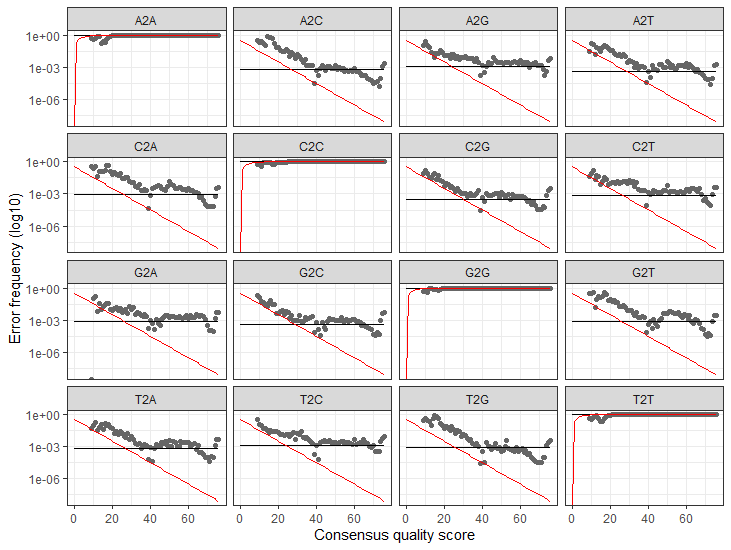 A2A A2C A2G A2T
1e+00
1e-03
1e-06
C2A C2C C2G C2T
1e+00
1e-03
1e-06
G2A G2C G2G G2T
1e+00
1e-03
1e-06
T2A T2C T2G T2T
1e+00
1e-03
1e-06
0 20 40 60 0 20 40 60 0 20 40 60 0 20 40 60
Consensus quality score
Error frequency (log10)